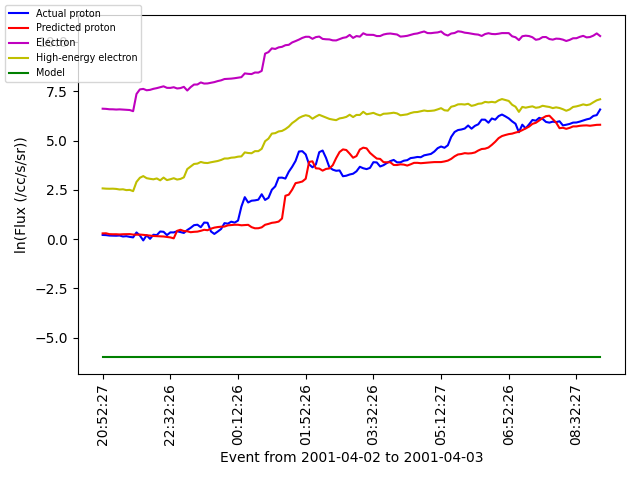 Actual proton
Predicted proton
Electron
High-energy electron
Model
10.0
7.5
5.0
2.5
0.0
−2.5
−5.0
ln(Flux (/cc/s/sr))
20:52:27
22:32:26
00:12:26
01:52:26
03:32:26
05:12:27
06:52:26
08:32:27
Event from 2001-04-02 to 2001-04-03